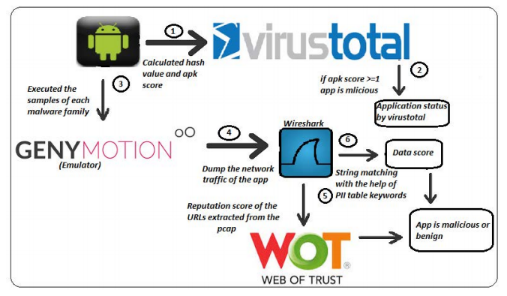 1
virustotal
Calculated hash
value and apk
score
2
if apk score >=1
app is mlicious
Application status
by virustotal
3
Executed the
samples of each
malware family
GENYMOTION
(Emulator)
4
Dump the network
traffic of the app
Wireshark
6
String matching
with the help of
PII table keywords
Data score
5
Reputation score of the
URLs extracted from the
pcap
WOT®
WEB OF TRUST
App is malicious or
benign